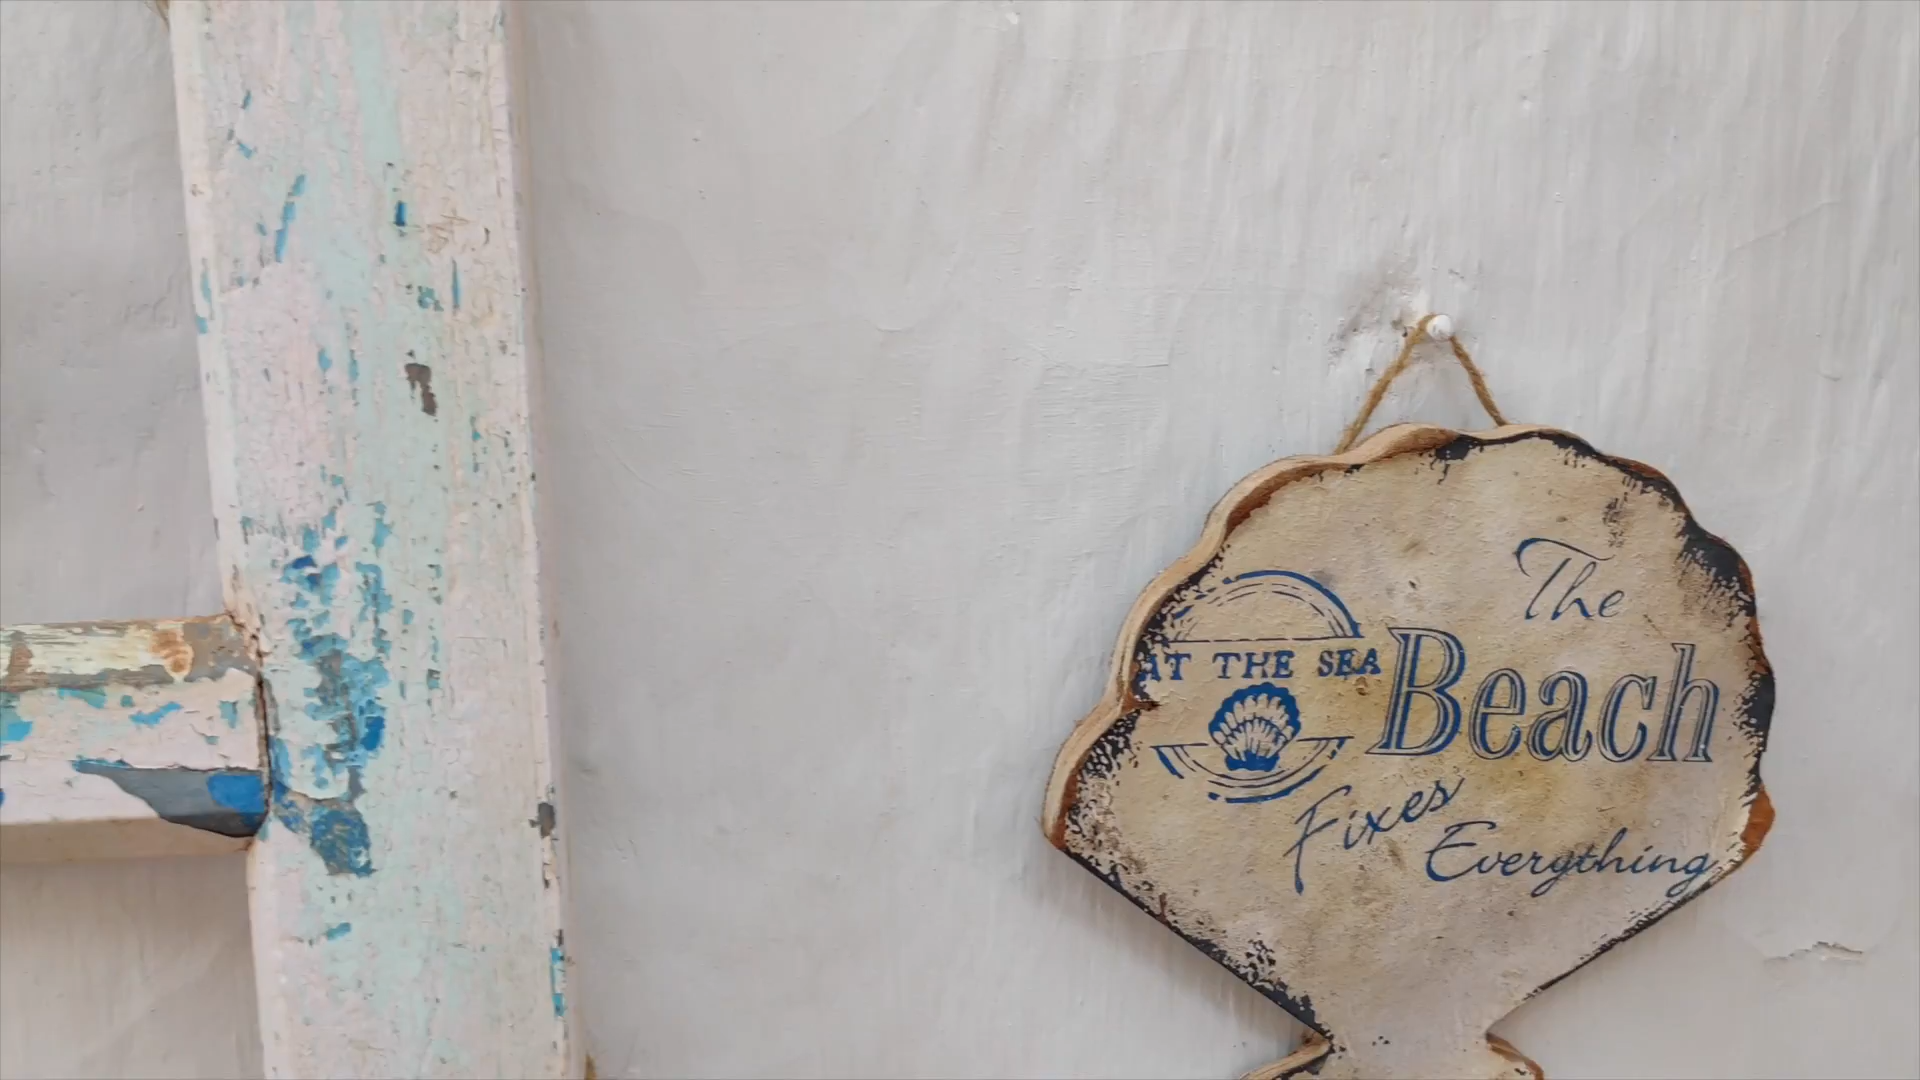 AT THE SEA
The
Beach
Fixes
Everything